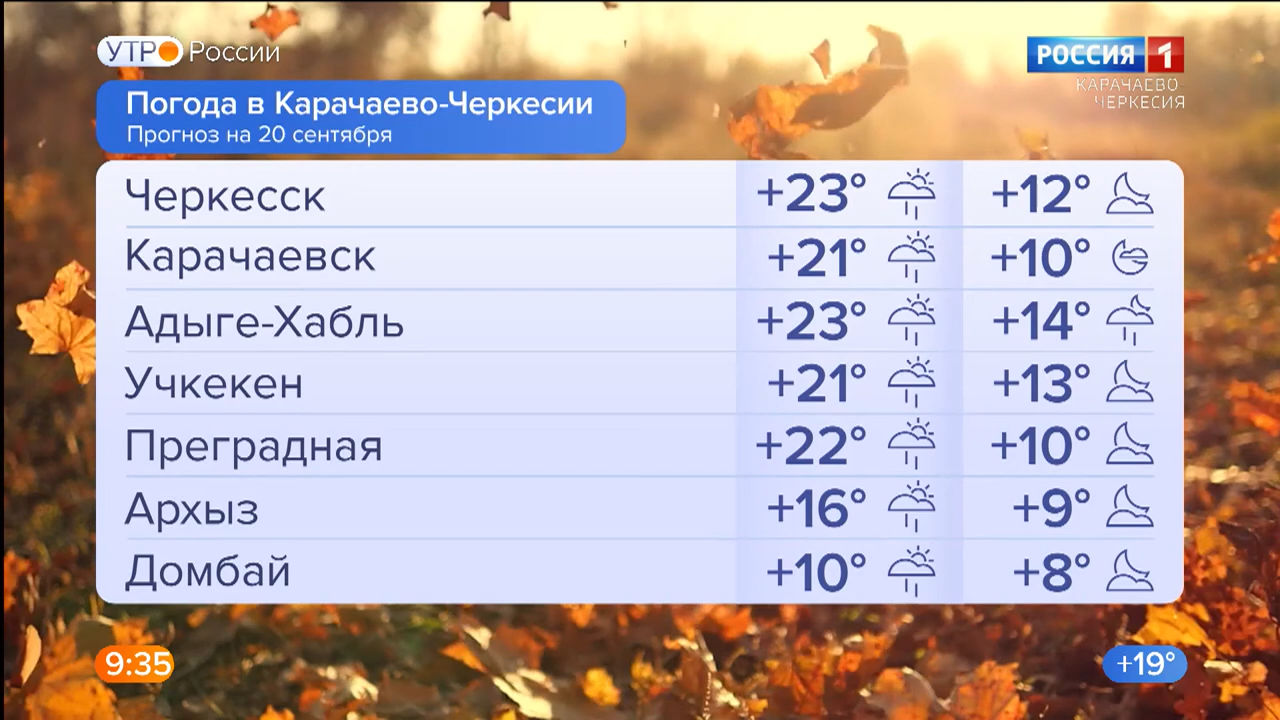 УТРО России
РОССИЯ 1
КАРАЧАЕВО-
ЧЕРКЕСИЯ
Погода в Карачаево-Черкесии
Прогноз на 20 сентября
Черкесск +23° +12°
Карачаевск +21° +10°
Адыге-Хабль +23° +14°
Учкекен +21° +13°
Преградная +22° +10°
Архыз +16° +9°
Домбай +10° +8°
9:35
+19°